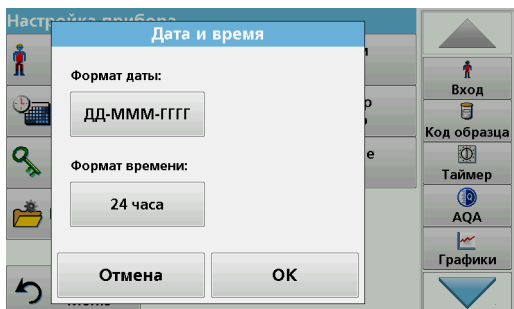 Настройка прибора
Дата и время
Формат даты:
ДД-МММ-ГГГГ
Формат времени:
24 часа
Отмена
OK
Вход
Код образца
Таймер
AQA
Графики